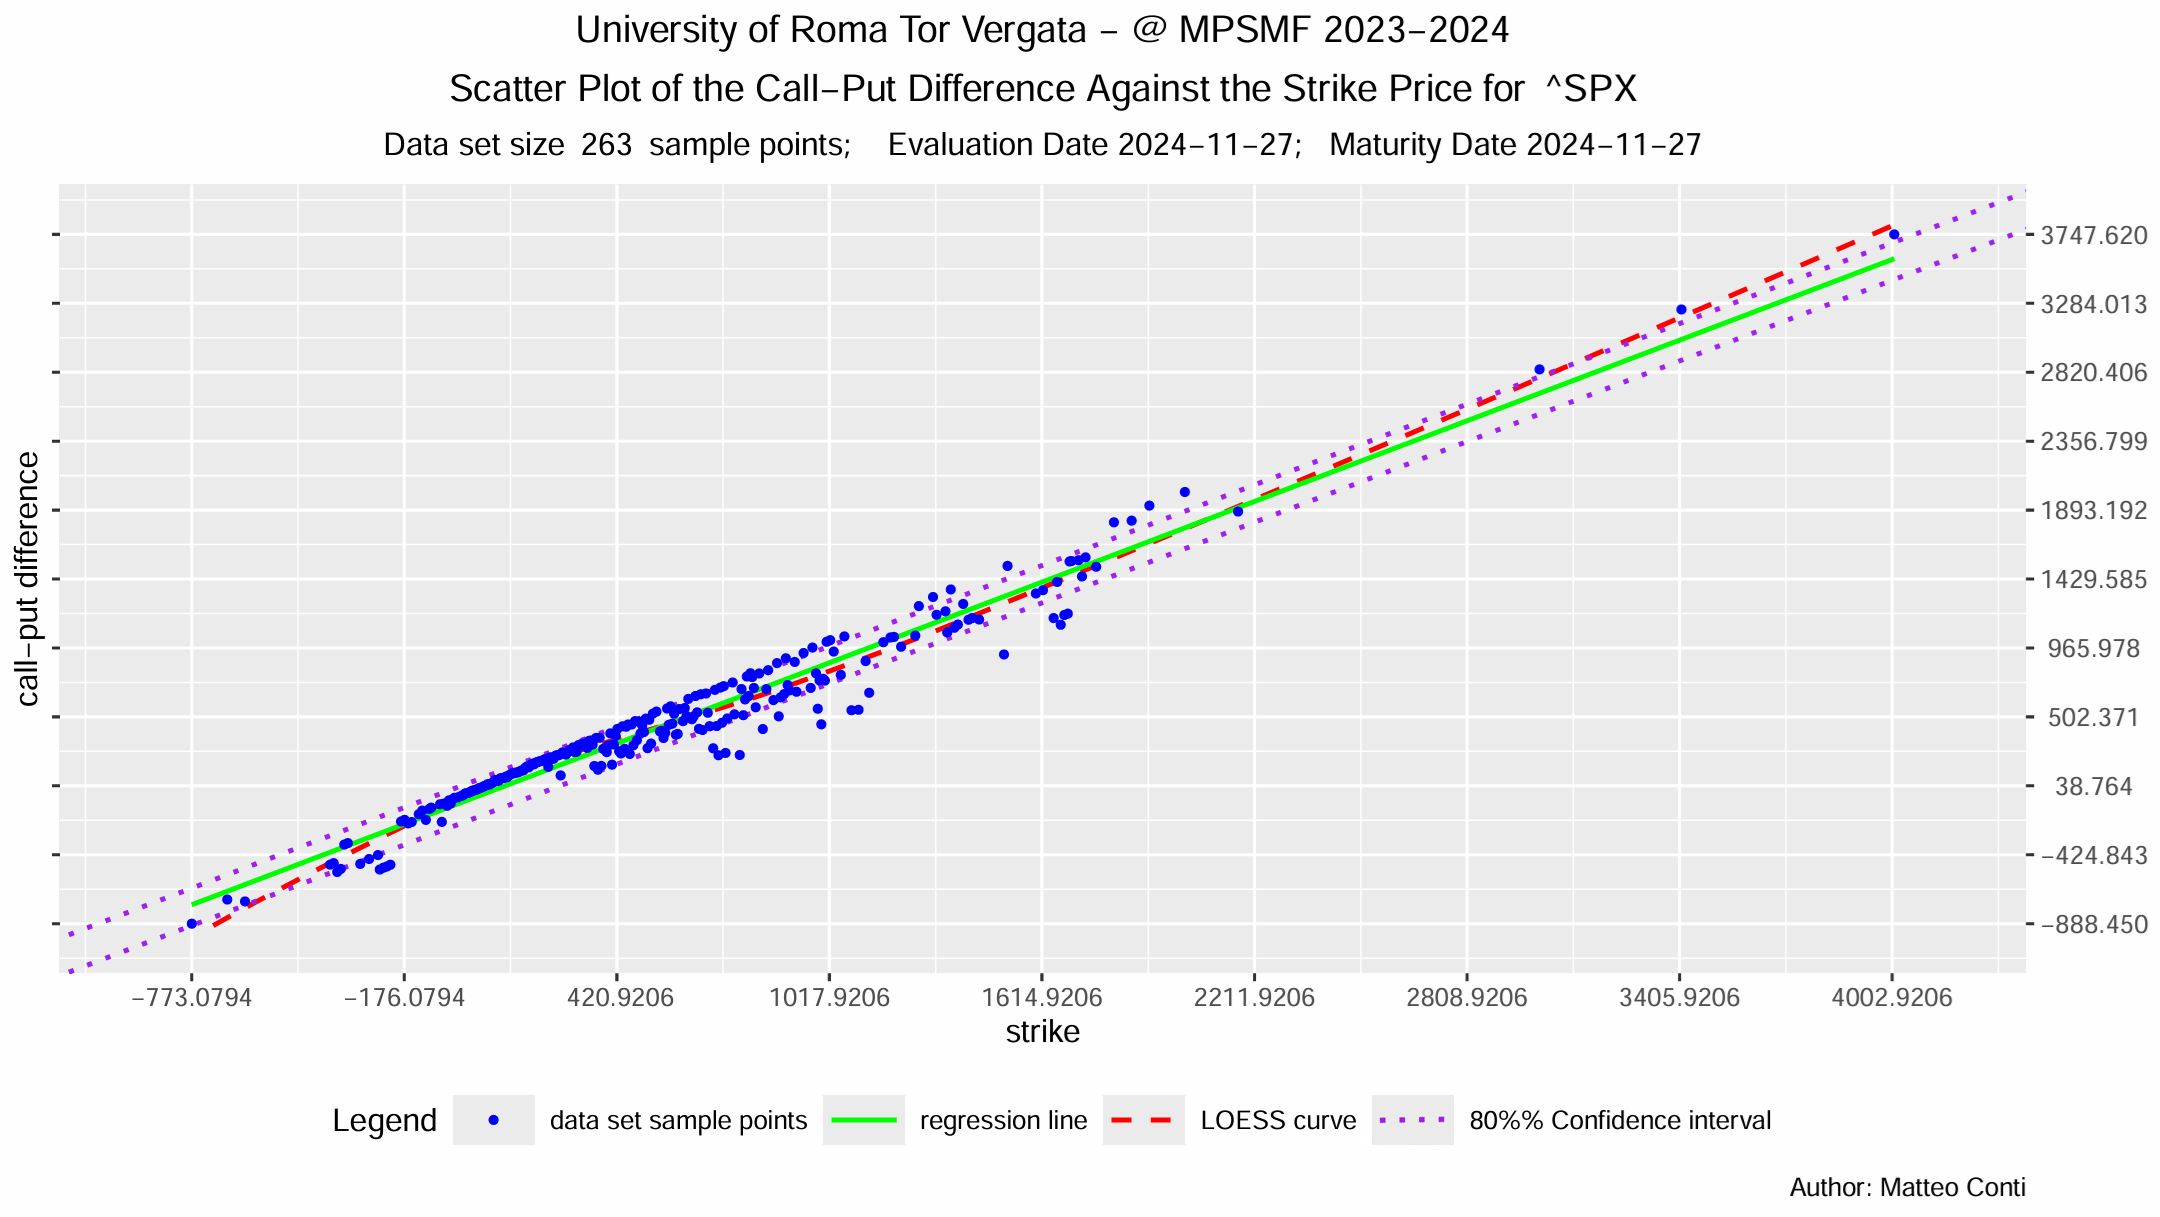 University of Roma Tor Vergata – @ MPSMF 2023–2024
Scatter Plot of the Call–Put Difference Against the Strike Price for ^SPX
Data set size 263 sample points; Evaluation Date 2024–11–27; Maturity Date 2024–11–27
call–put difference
3747.620
3284.013
2820.406
2356.799
1893.192
1429.585
965.978
502.371
38.764
−424.843
−888.450
−773.0794 −176.0794 420.9206 1017.9206 1614.9206 2211.9206 2808.9206 3405.9206 4002.9206
strike
Legend data set sample points regression line LOESS curve 80%% Confidence interval
Author: Matteo Conti